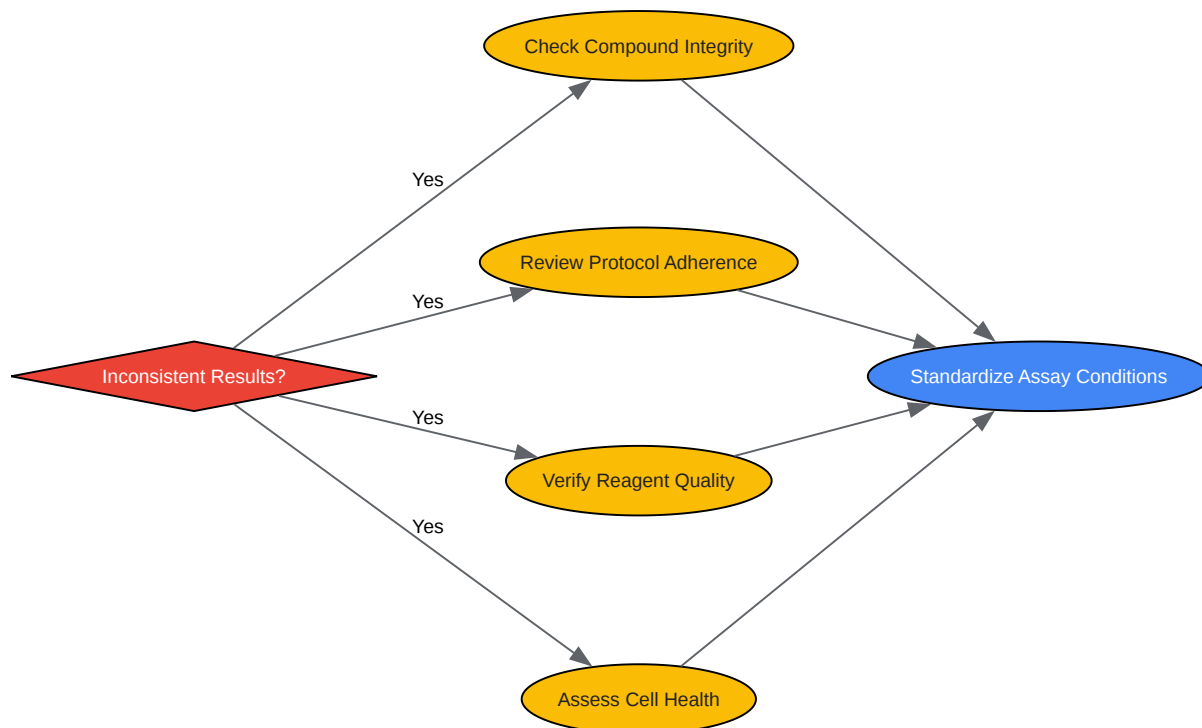 Check Compound Integrity
Yes
Review Protocol Adherence
Yes
Inconsistent Results?
Standardize Assay Conditions
Yes
Verify Reagent Quality
Yes
Assess Cell Health